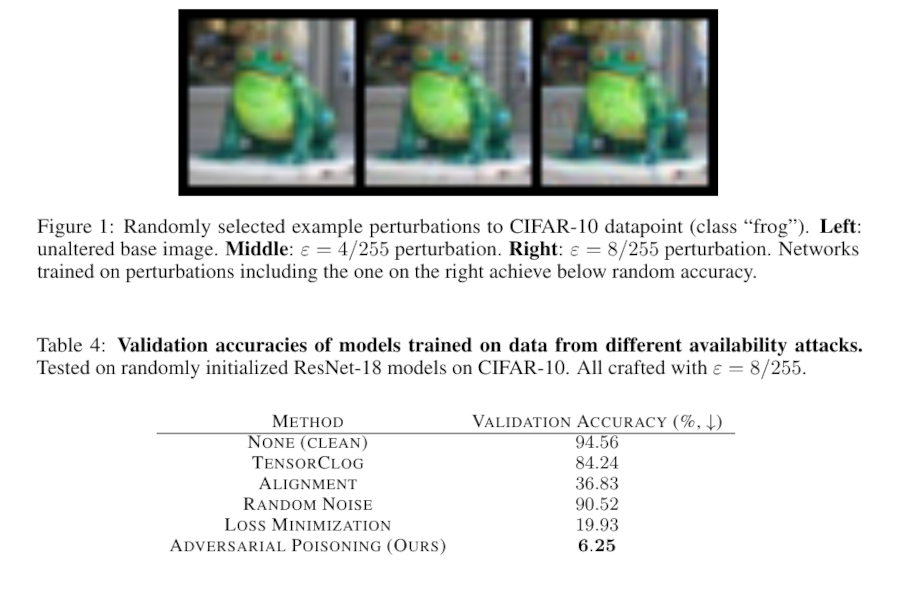 Figure 1: Randomly selected example perturbations to CIFAR-10 datapoint (class “frog”). Left:
unaltered base image. Middle: ε = 4/255 perturbation. Right: ε = 8/255 perturbation. Networks
trained on perturbations including the one on the right achieve below random accuracy.
Table 4: Validation accuracies of models trained on data from different availability attacks.
Tested on randomly initialized ResNet-18 models on CIFAR-10. All crafted with ε = 8/255.
METHOD VALIDATION ACCURACY (%, ↓)
NONE (CLEAN) 94.56
TENSORCLOG 84.24
ALIGNMENT 36.83
RANDOM NOISE 90.52
LOSS MINIMIZATION 19.93
ADVERSARIAL POISONING (OURS) 6.25